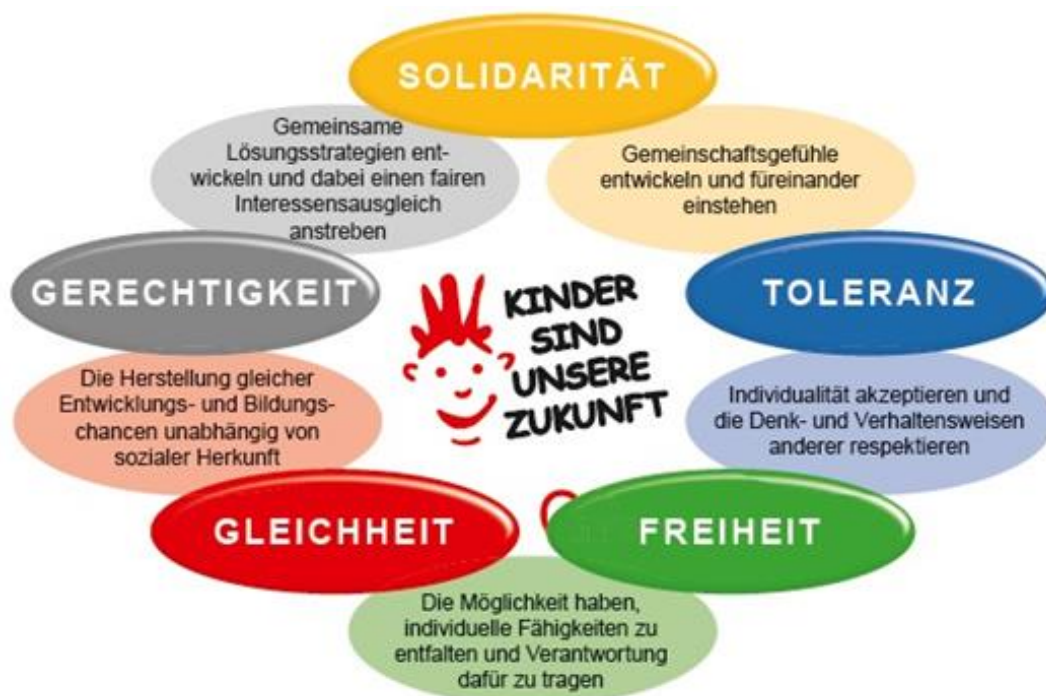 SOLIDARITÄT
Gemeinsame
Lösungsstrategien ent-
wickeln und dabei einen fairen
Interessensausgleich
anstreben
Gemeinschaftsgefühle
entwickeln und füreinander
einstehen
GERECHTIGKEIT
KINDER
SIND
UNSERE
ZUKUNFT
TOLERANZ
Die Herstellung gleicher
Entwicklungs- und Bildungs-
chancen unabhängig von
sozialer Herkunft
Individualität akzeptieren und
die Denk- und Verhaltensweisen
anderer respektieren
GLEICHHEIT
FREIHEIT
Die Möglichkeit haben,
individuelle Fähigkeiten zu
entfalten und Verantwortung
dafür zu tragen